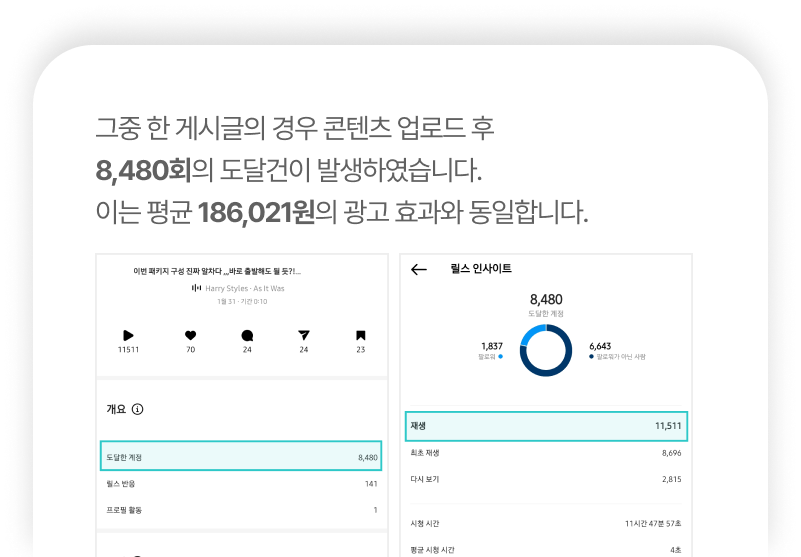 그중 한 게시글의 경우 콘텐츠 업로드 후
8,480회의 도달건이 발생하였습니다.
이는 평균 186,021원의 광고 효과와 동일합니다.
이번 패키지 구성 진짜 알차다 ,,,바로 출발해도 될 듯?!...
Harry Styles · As It Was
1월 31 · 기간 0:10
11511 70 24 24 23
개요
도달한 계정 8,480
릴스 반응 141
프로필 활동 1
릴스 인사이트
8,480
도달한 계정
1,837 6,643
팔로워 팔로워가 아닌 사람
재생 11,511
최초 재생 8,696
다시 보기 2,815
시청 시간 11시간 47분 57초
평균 시청 시간 4초